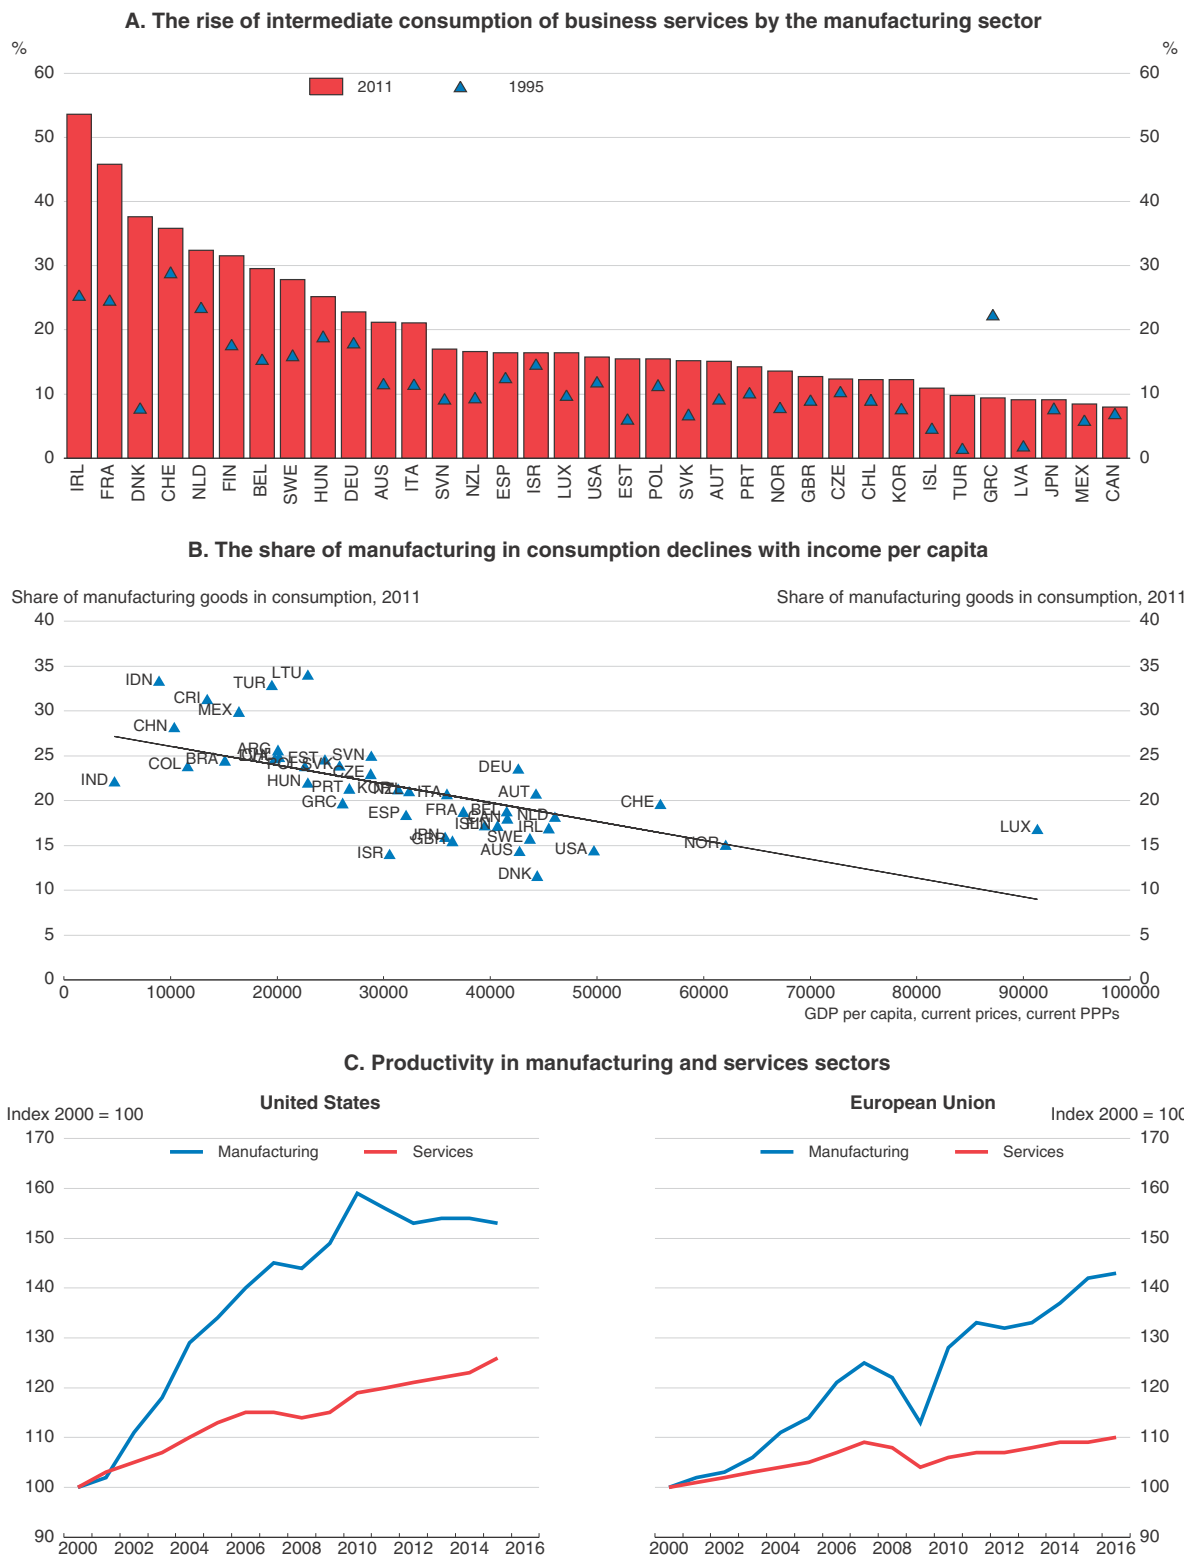 A. The rise of intermediate consumption of business services by the manufacturing sector
% %
60 60
2011 1995
50 50
40 40
30 30
20 20
10 10
0 0
IRL FRA DNK CHE NLD FIN BEL SWE HUN DEU AUS ITA SVN NZL ESP ISR LUX USA EST POL SVK AUT PRT NOR GBR CZE CHL KOR ISL TUR GRC LVA JPN MEX CAN
B. The share of manufacturing in consumption declines with income per capita
Share of manufacturing goods in consumption, 2011 Share of manufacturing goods in consumption, 2011
40 40
35 35
LTU
IDN TUR
CRI
MEX
30 30
CHN
ARG
25 25
EST SVN
BRA
COL POL SVK
CZE
DEU
IND HUN PRT KOR
NZL ITA AUT
GRC CHE
20 20
ESP FRA BEL
CAN NLD
IRL LUX
JPN
GBR SWE
NOR
ISR AUS USA
15 15
DNK
10 10
5 5
0 0
0 10000 20000 30000 40000 50000 60000 70000 80000 90000 100000
GDP per capita, current prices, current PPPs
C. Productivity in manufacturing and services sectors
United States European Union
Index 2000 = 100 Index 2000 = 100
170 170
Manufacturing Services Manufacturing Services
160 160
150 150
140 140
130 130
120 120
110 110
100 100
90 90
2000 2002 2004 2006 2008 2010 2012 2014 2016 2000 2002 2004 2006 2008 2010 2012 2014 2016